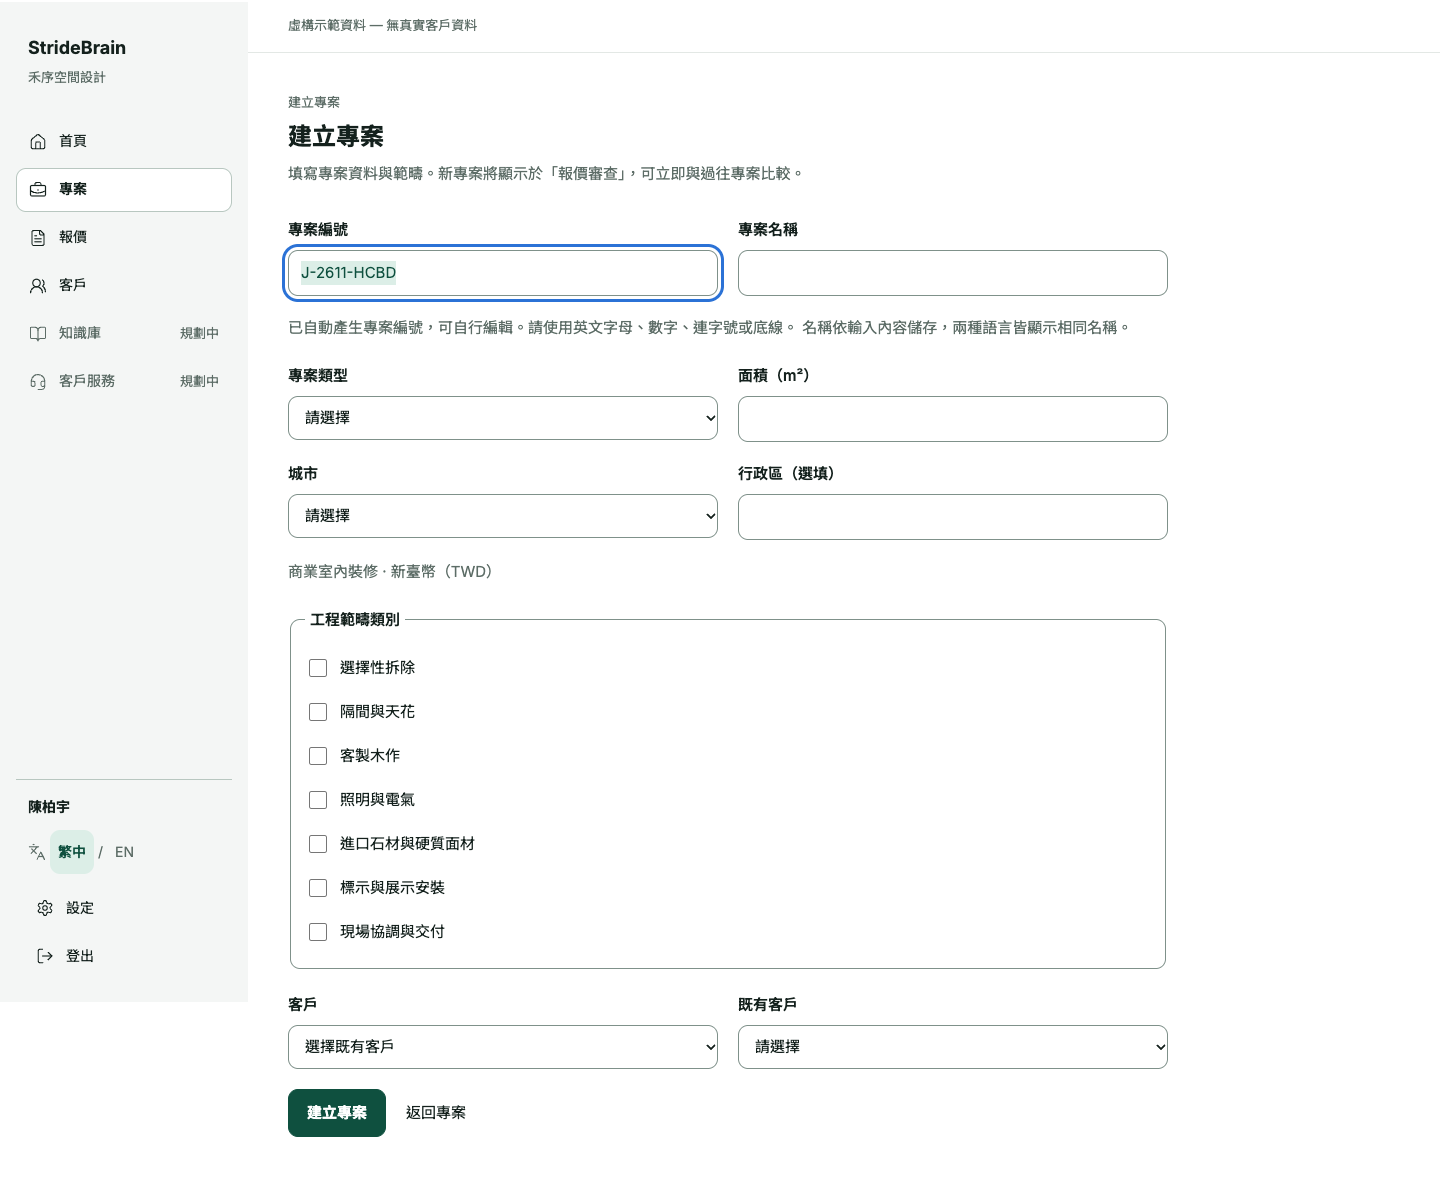 StrideBrain
禾序空間設計
首頁
專案
報價
客戶
知識庫 規劃中
客戶服務 規劃中
陳柏宇
繁中 / EN
設定
登出
虛構示範資料 — 無真實客戶資料
建立專案
建立專案
填寫專案資料與範疇。新專案將顯示於「報價審查」，可立即與過往專案比較。
專案編號 專案名稱
J-2611-HCBD
已自動產生專案編號，可自行編輯。請使用英文字母、數字、連字號或底線。 名稱依輸入內容儲存，兩種語言皆顯示相同名稱。
專案類型 面積（m²）
請選擇
城市 行政區（選填）
請選擇
商業室內裝修 · 新臺幣（TWD）
工程範疇類別
選擇性拆除
隔間與天花
客製木作
照明與電氣
進口石材與硬質面材
標示與展示安裝
現場協調與交付
客戶 既有客戶
選擇既有客戶 請選擇
建立專案 返回專案